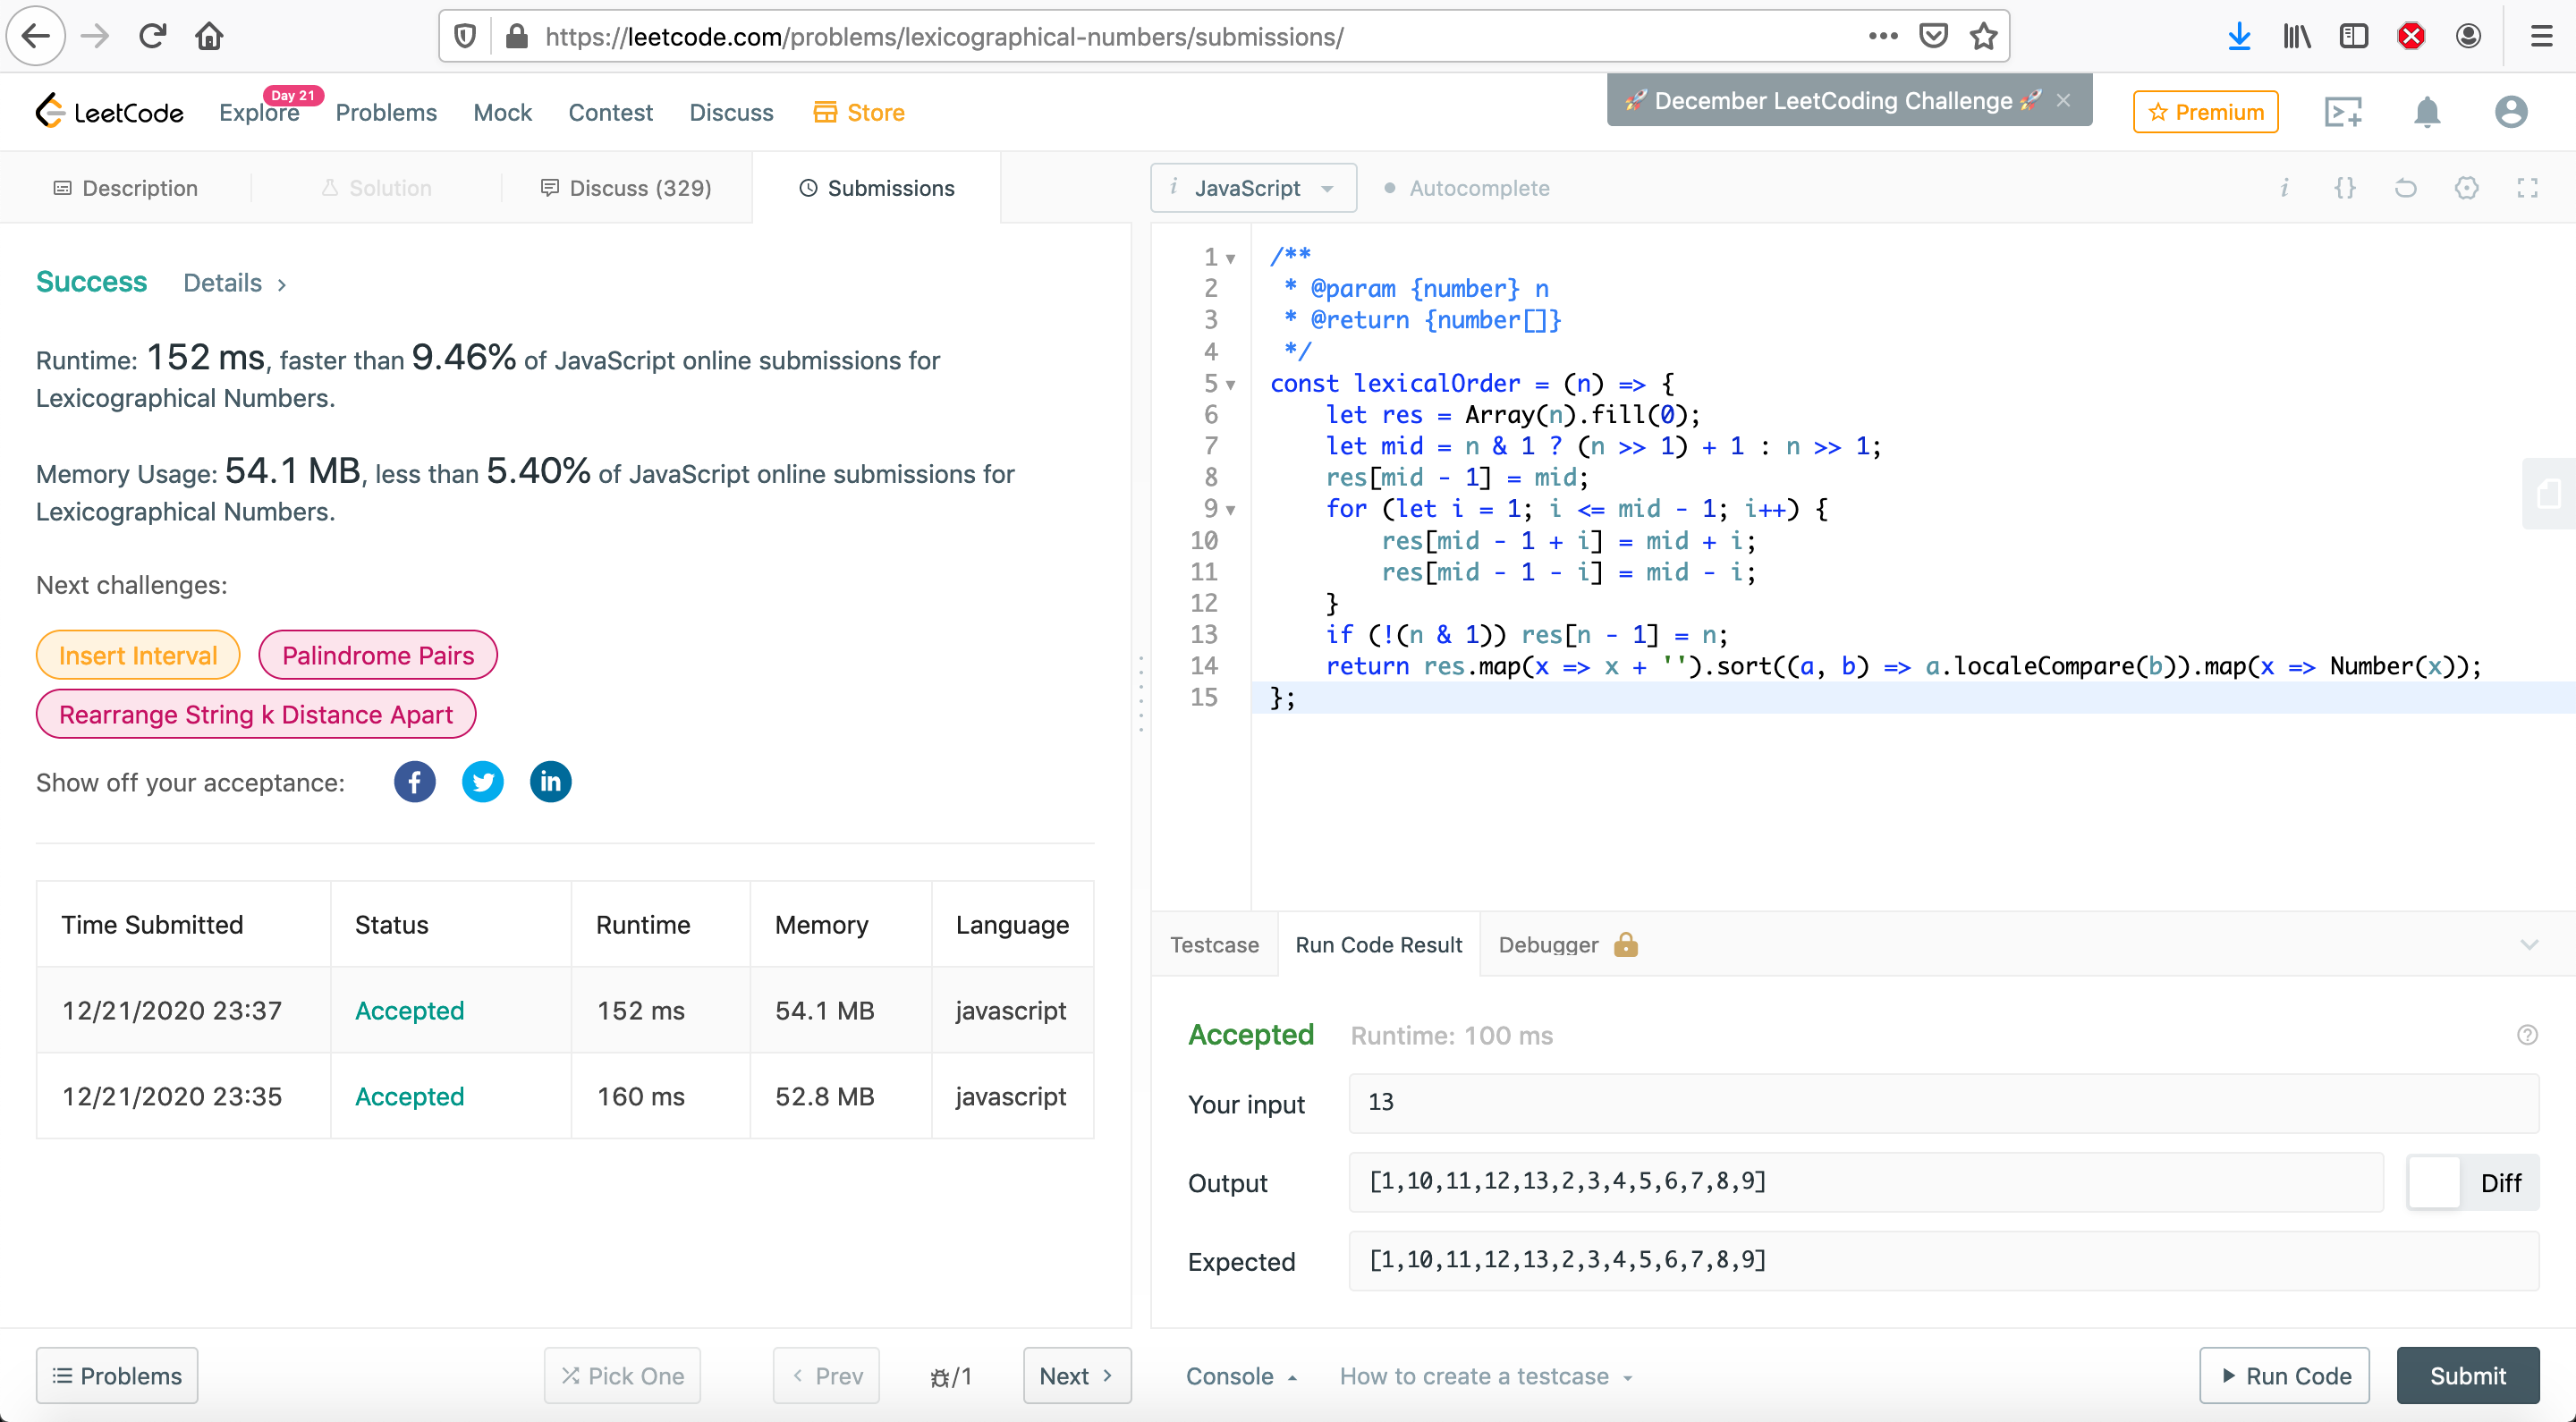 https://leetcode.com/problems/lexicographical-numbers/submissions/
LeetCode
Explore
Day 21
Problems
Mock
Contest
Discuss
Store
🚀 December LeetCoding Challenge 🚀
Premium
Description
Solution
Discuss (329)
Submissions
Success
Details
Runtime: 152 ms, faster than 9.46% of JavaScript online submissions for
Lexicographical Numbers.
Memory Usage: 54.1 MB, less than 5.40% of JavaScript online submissions for
Lexicographical Numbers.
Next challenges:
Insert Interval
Palindrome Pairs
Rearrange String k Distance Apart
Show off your acceptance:
Time Submitted Status Runtime Memory Language
12/21/2020 23:37 Accepted 152 ms 54.1 MB javascript
12/21/2020 23:35 Accepted 160 ms 52.8 MB javascript
Problems
Pick One
Prev
/1
Next
i JavaScript
Autocomplete
1 /**
2  * @param {number} n
3  * @return {number[]}
4  */
5 const lexicalOrder = (n) => {
6     let res = Array(n).fill(0);
7     let mid = n & 1 ? (n >> 1) + 1 : n >> 1;
8     res[mid - 1] = mid;
9     for (let i = 1; i <= mid - 1; i++) {
10         res[mid - 1 + i] = mid + i;
11         res[mid - 1 - i] = mid - i;
12     }
13     if (!(n & 1)) res[n - 1] = n;
14     return res.map(x => x + '').sort((a, b) => a.localeCompare(b)).map(x => Number(x));
15 };
Testcase
Run Code Result
Debugger
Accepted
Runtime: 100 ms
Your input
13
Output
[1,10,11,12,13,2,3,4,5,6,7,8,9]
Diff
Expected
[1,10,11,12,13,2,3,4,5,6,7,8,9]
Console
How to create a testcase
Run Code
Submit